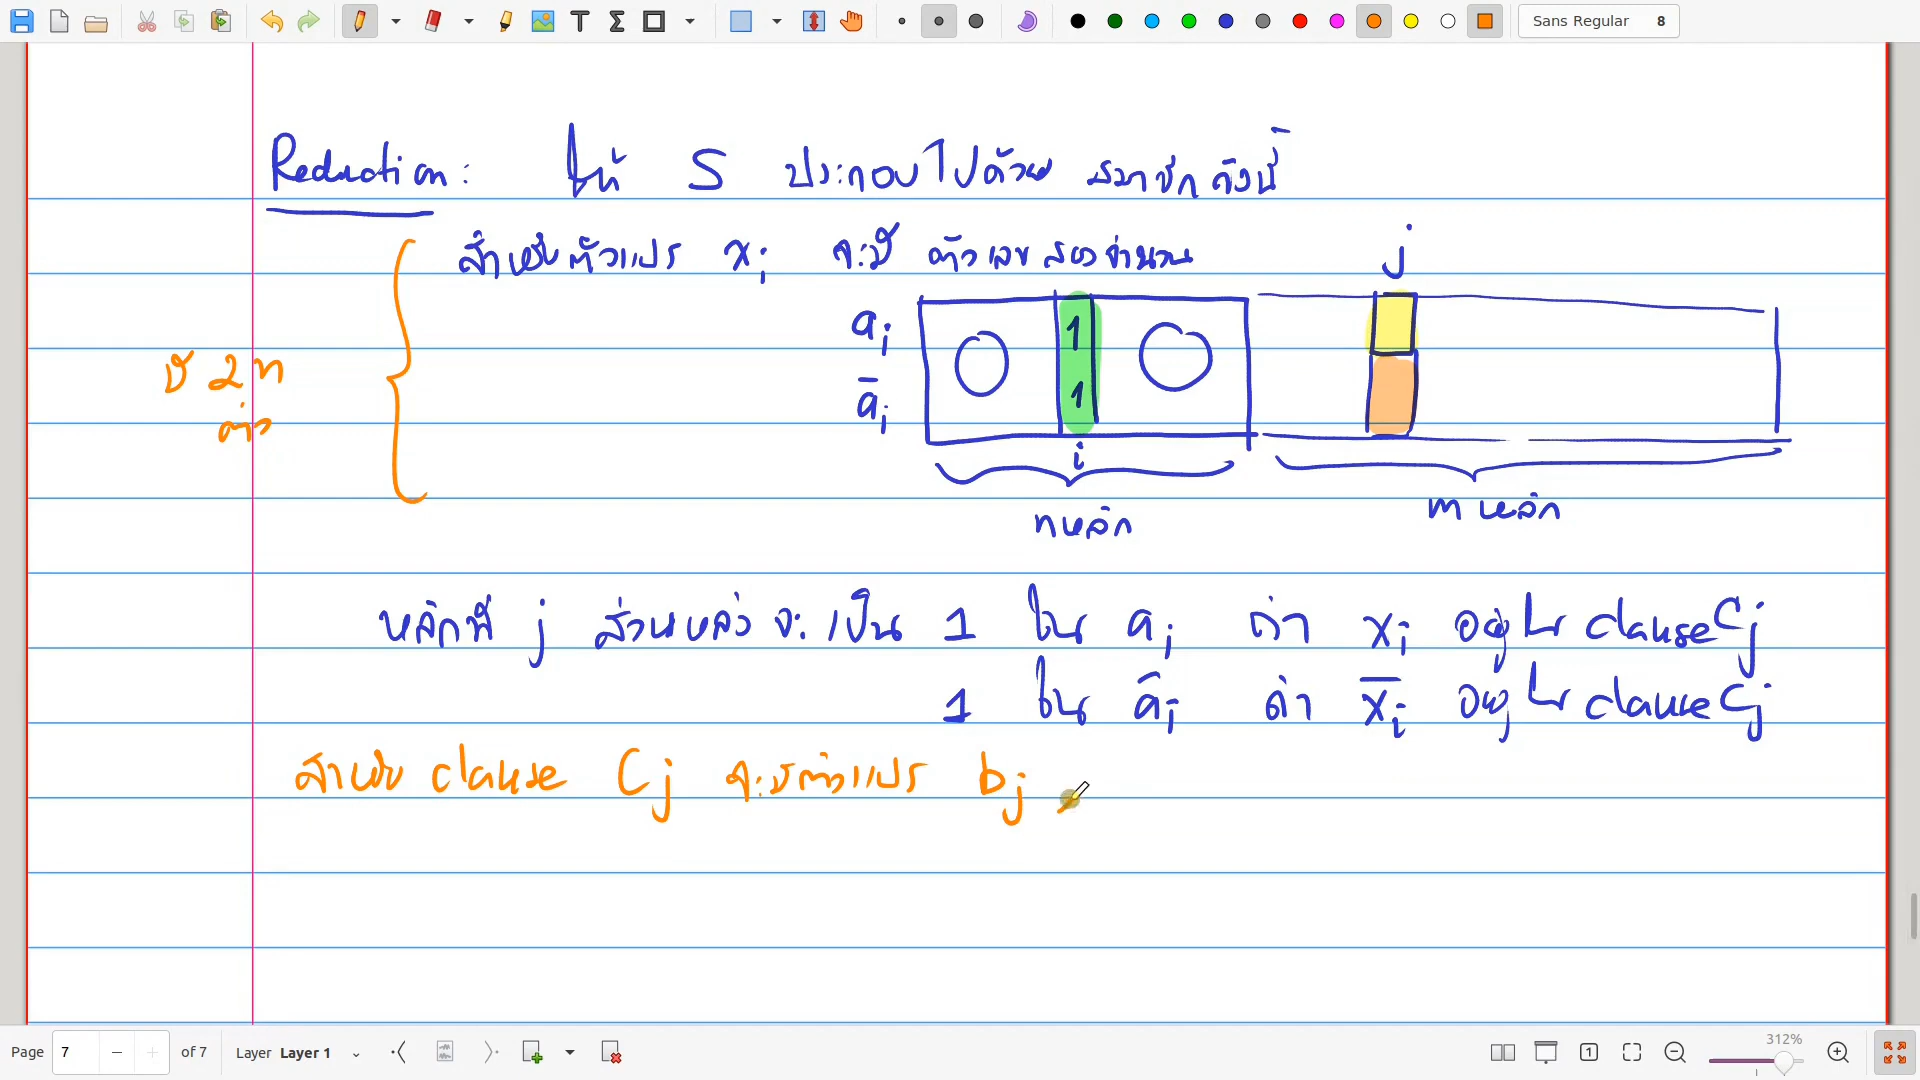 Sans Regular 8
Reduction: ให้ S ประกอบไปด้วย สมาชิกดังนี้
สำหรับตัวแปร xi จะมี ตัวเลขสองจำนวน
j
ai 1
āi 1
มี 2n
ตัว
i
n หลัก
m หลัก
หลักที่ j ส่วนหลัง จะเป็น 1 ใน ai ถ้า xi อยู่ใน clause Cj
1 ใน āi ถ้า x̄i อยู่ใน clause Cj
สำหรับ clause Cj จะมีตัวแปร bj
Page 7 of 7 Layer Layer 1 312%